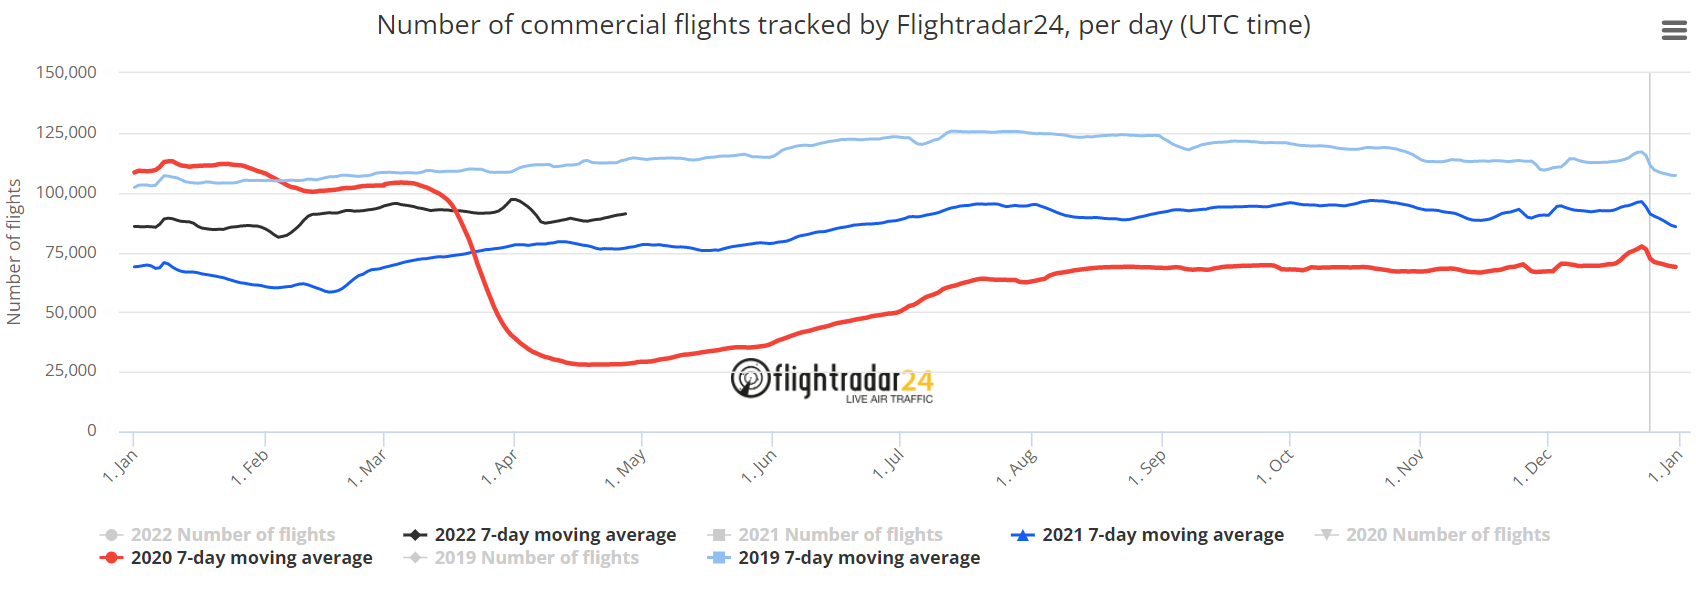 Number of commercial flights tracked by Flightradar24, per day (UTC time)
Number of flights
150,000
125,000
100,000
75,000
50,000
25,000
0
flightradar24
LIVE AIR TRAFFIC
1. Jan
1. Feb
1. Mar
1. Apr
1. May
1. Jun
1. Jul
1. Aug
1. Sep
1. Oct
1. Nov
1. Dec
1. Jan
2022 Number of flights
2022 7-day moving average
2021 Number of flights
2021 7-day moving average
2020 Number of flights
2020 7-day moving average
2019 Number of flights
2019 7-day moving average